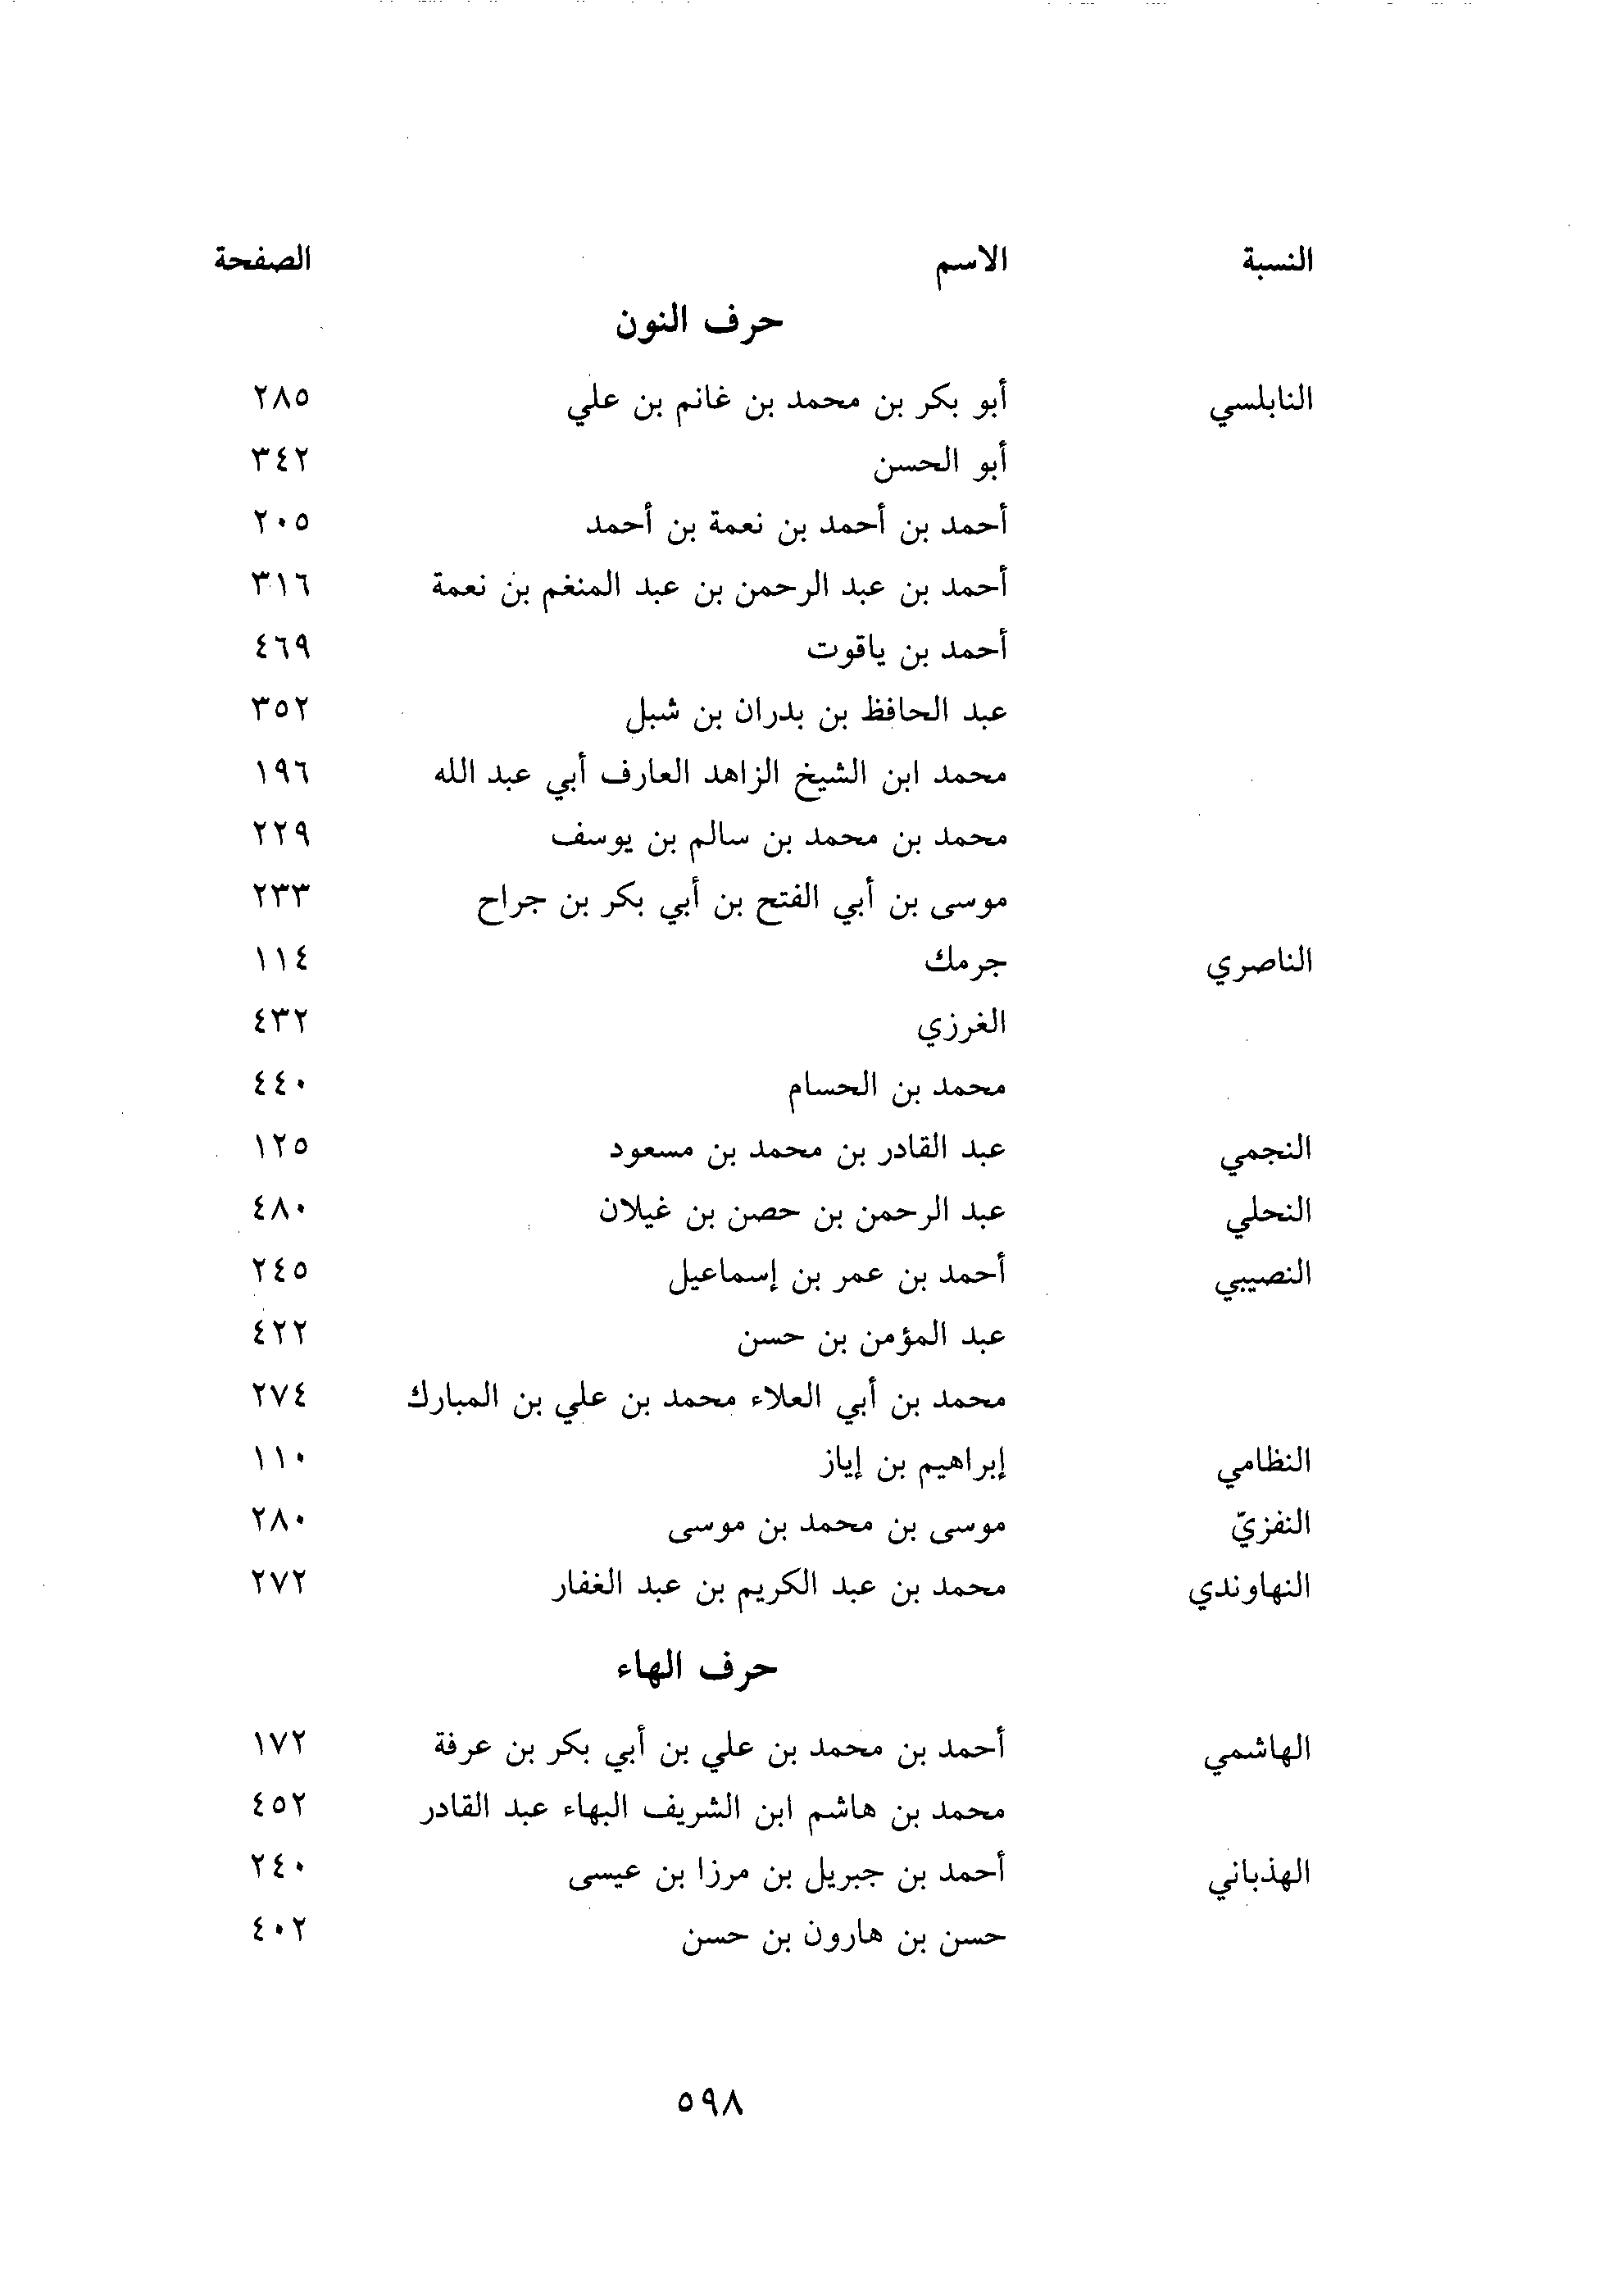 النسبة الاسم الصفحة
حرف النون
النابلسي أبو بكر بن محمد بن غانم بن علي ٢٨٥
أبو الحسن ٣٤٢
أحمد بن أحمد بن نعمة بن أحمد ٢٠٥
أحمد بن عبد الرحمن بن عبد المنغم بن نعمة ٣١٦
أحمد بن ياقوت ٤٦٩
عبد الحافظ بن بدران بن شبل ٣٥٢
محمد ابن الشيخ الزاهد العارف أبي عبد الله ١٩٦
محمد بن محمد بن سالم بن يوسف ٢٢٩
موسى بن أبي الفتح بن أبي بكر بن جراح ٢٣٣
الناصري جرمك ١١٤
الغرزي ٤٣٢
محمد بن الحسام ٤٤٠
النجمي عبد القادر بن محمد بن مسعود ١٢٥
النحلي عبد الرحمن بن حصن بن غيلان ٤٨٠
النصيبي أحمد بن عمر بن إسماعيل ٢٤٥
عبد المؤمن بن حسن ٤٢٢
محمد بن أبي العلاء محمد بن علي بن المبارك ٢٧٤
النظامي إبراهيم بن إياز ١١٠
النفزيّ موسى بن محمد بن موسى ٢٨٠
النهاوندي محمد بن عبد الكريم بن عبد الغفار ٢٧٢
حرف الهاء
الهاشمي أحمد بن محمد بن علي بن أبي بكر بن عرفة ١٧٢
محمد بن هاشم ابن الشريف البهاء عبد القادر ٤٥٢
الهذباني أحمد بن جبريل بن مرزا بن عيسى ٢٤٠
حسن بن هارون بن حسن ٤٠٢
٥٩٨